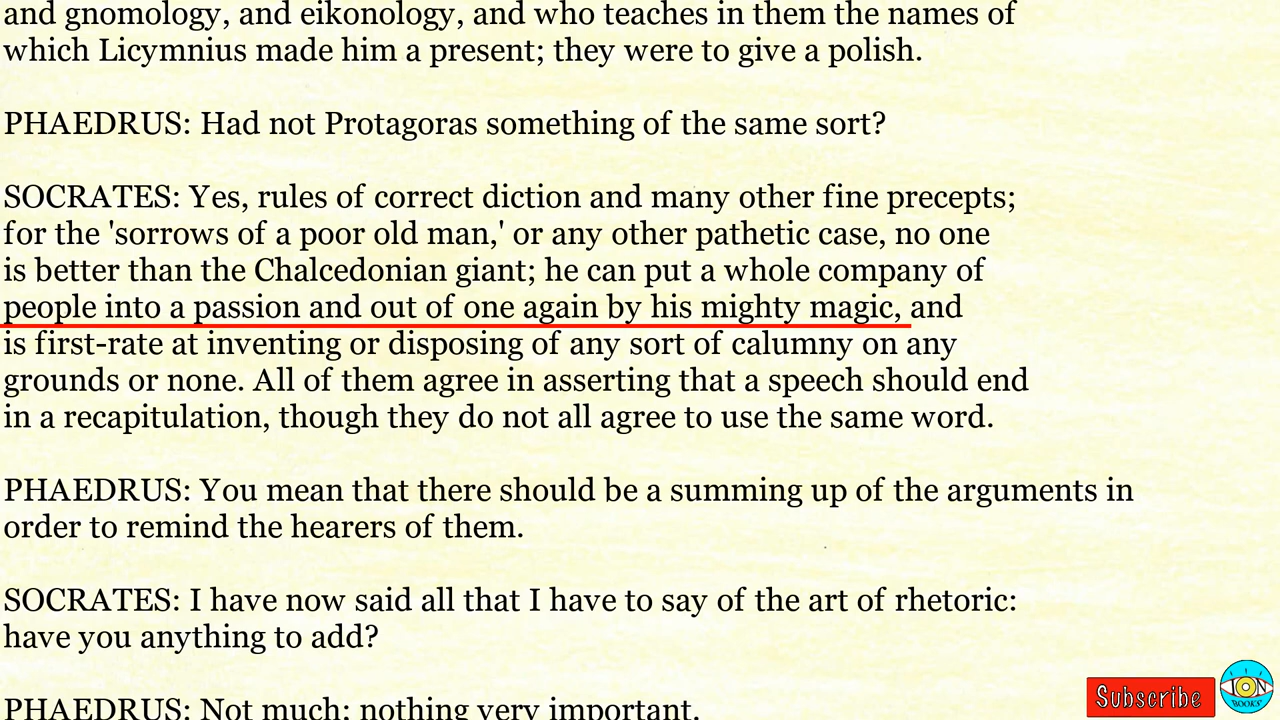 and gnomology, and eikonology, and who teaches in them the names of
which Licymnius made him a present; they were to give a polish.
PHAEDRUS: Had not Protagoras something of the same sort?
SOCRATES: Yes, rules of correct diction and many other fine precepts;
for the 'sorrows of a poor old man,' or any other pathetic case, no one
is better than the Chalcedonian giant; he can put a whole company of
people into a passion and out of one again by his mighty magic, and
is first-rate at inventing or disposing of any sort of calumny on any
grounds or none. All of them agree in asserting that a speech should end
in a recapitulation, though they do not all agree to use the same word.
PHAEDRUS: You mean that there should be a summing up of the arguments in
order to remind the hearers of them.
SOCRATES: I have now said all that I have to say of the art of rhetoric:
have you anything to add?
PHAEDRUS: Not much; nothing very important.
Subscribe
ION
BOOKS